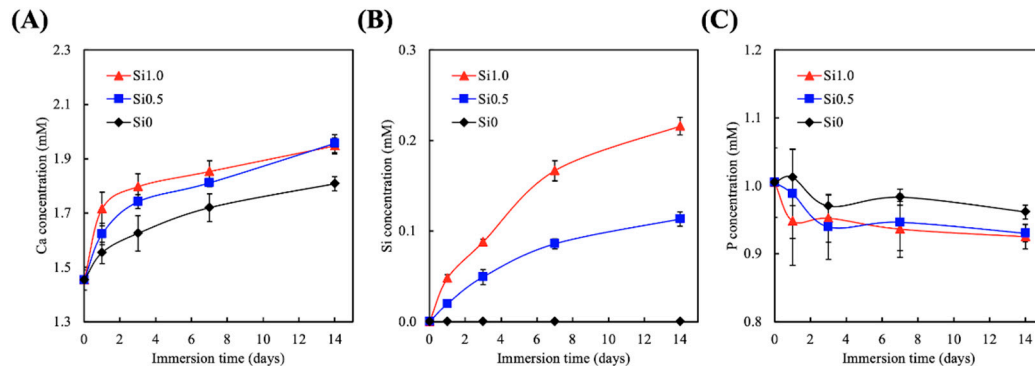 (A)
Ca concentration (mM)
2.3
2.1
1.9
1.7
1.5
1.3
Si1.0
Si0.5
Si0
0 2 4 6 8 10 12 14
Immersion time (days)
(B)
Si concentration (mM)
0.3
0.2
0.1
0.0
Si1.0
Si0.5
Si0
0 2 4 6 8 10 12 14
Immersion time (days)
(C)
P concentration (mM)
1.2
1.1
1.0
0.9
0.8
Si1.0
Si0.5
Si0
0 2 4 6 8 10 12 14
Immersion time (days)